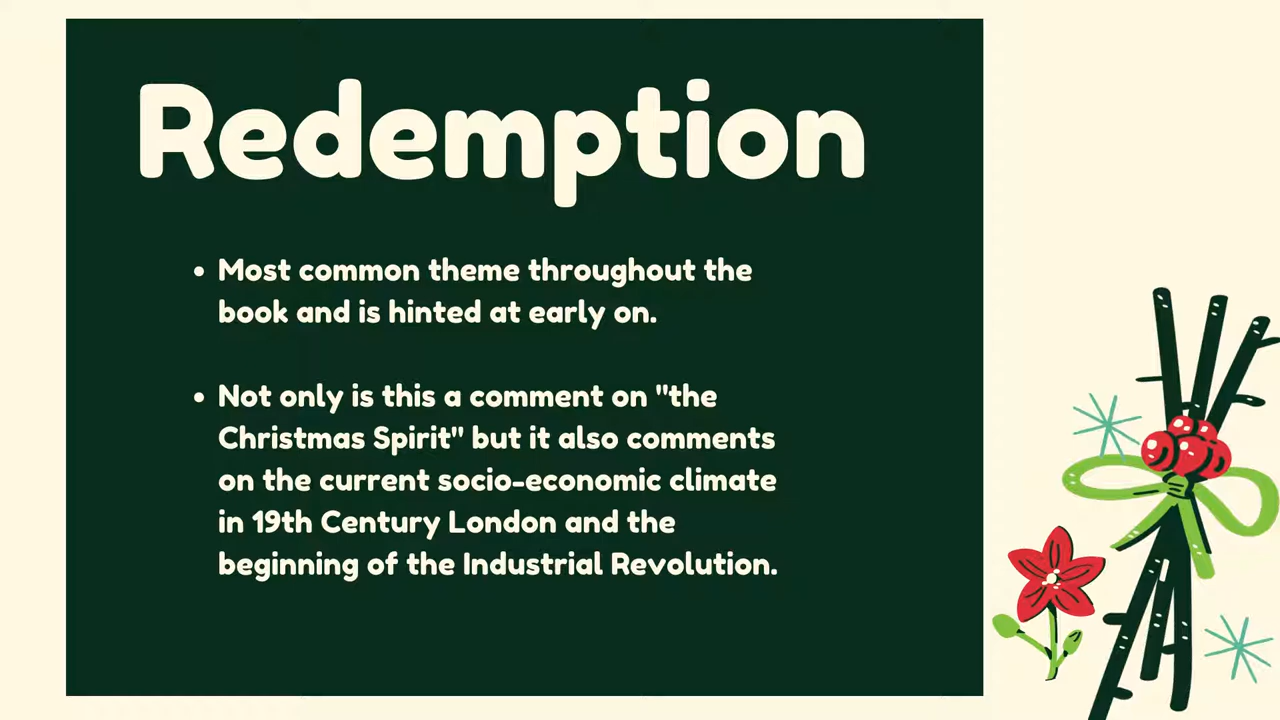 Redemption
• Most common theme throughout the
book and is hinted at early on.
• Not only is this a comment on "the
Christmas Spirit" but it also comments
on the current socio-economic climate
in 19th Century London and the
beginning of the Industrial Revolution.